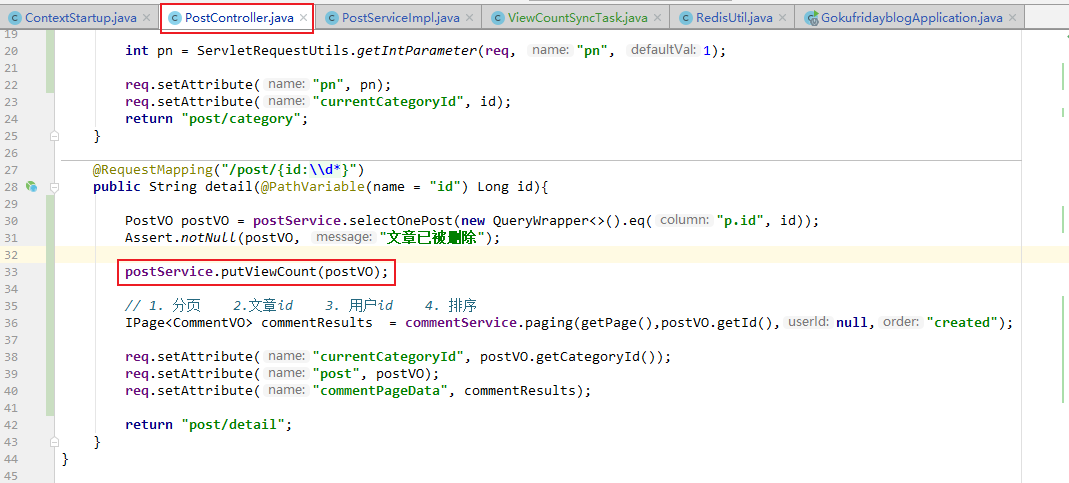 ContextStartup.java × PostController.java × PostServiceImpl.java × ViewCountSyncTask.java × RedisUtil.java × GokufridayblogApplication.java ×
19
20 int pn = ServletRequestUtils.getIntParameter(req, name: "pn", defaultVal: 1);
21
22 req.setAttribute( name: "pn", pn);
23 req.setAttribute( name: "currentCategoryId", id);
24 return "post/category";
25 }
26
27 @RequestMapping("/post/{id:\\d*}")
28 public String detail(@PathVariable(name = "id") Long id){
29
30 PostVO postVO = postService.selectOnePost(new QueryWrapper<>().eq( column: "p.id", id));
31 Assert.notNull(postVO, message: "文章已被删除");
32
33 postService.putViewCount(postVO);
34
35 // 1. 分页 2.文章id 3. 用户id 4. 排序
36 IPage<CommentVO> commentResults = commentService.paging(getPage(),postVO.getId(), userId: null, order: "created");
37
38 req.setAttribute( name: "currentCategoryId", postVO.getCategoryId());
39 req.setAttribute( name: "post", postVO);
40 req.setAttribute( name: "commentPageData", commentResults);
41
42 return "post/detail";
43 }
44 }
45